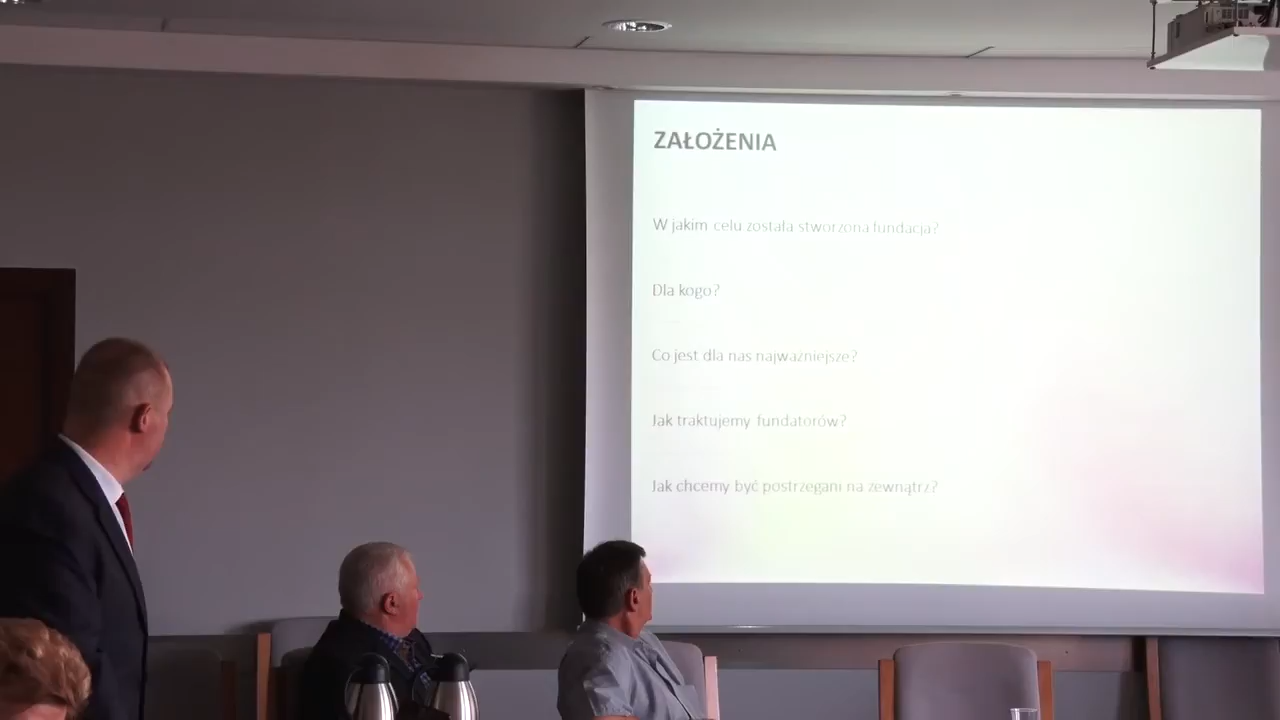 ZAŁOŻENIA
W jakim celu została stworzona fundacja?
Dla kogo?
Co jest dla nas najważniejsze?
Jak traktujemy fundatorów?
Jak chcemy być postrzegani na zewnątrz?